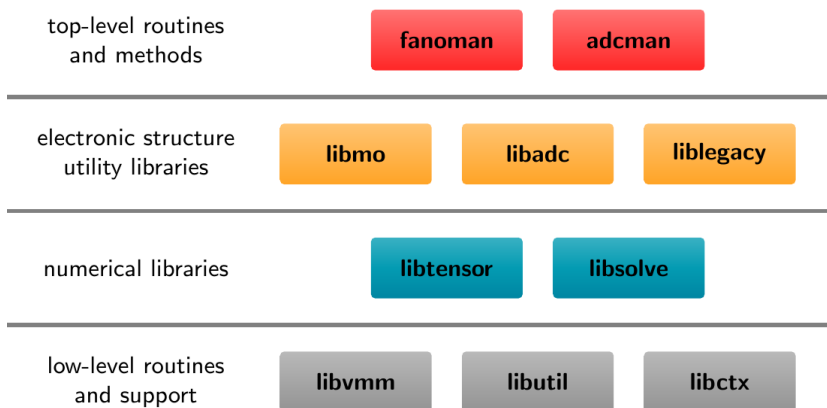 top-level routines
and methods
fanoman adcman
electronic structure
utility libraries
libmo libadc liblegacy
numerical libraries
libtensor libsolve
low-level routines
and support
libvmm libutil libctx